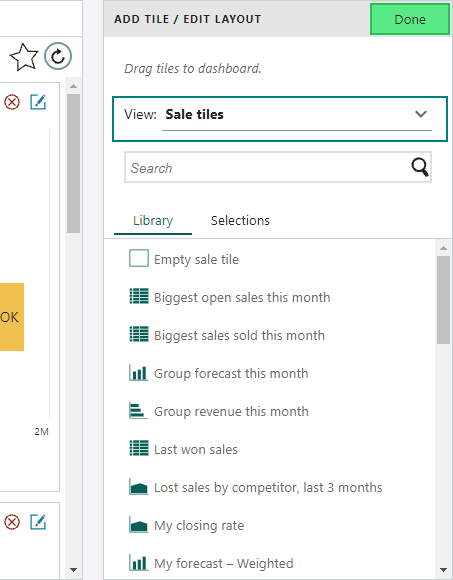 ADD TILE / EDIT LAYOUT
Done
Drag tiles to dashboard.
View: Sale tiles
Search
Library Selections
Empty sale tile
Biggest open sales this month
OK
Biggest sales sold this month
Group forecast this month
Group revenue this month
2M
Last won sales
Lost sales by competitor, last 3 months
My closing rate
My forecast – Weighted